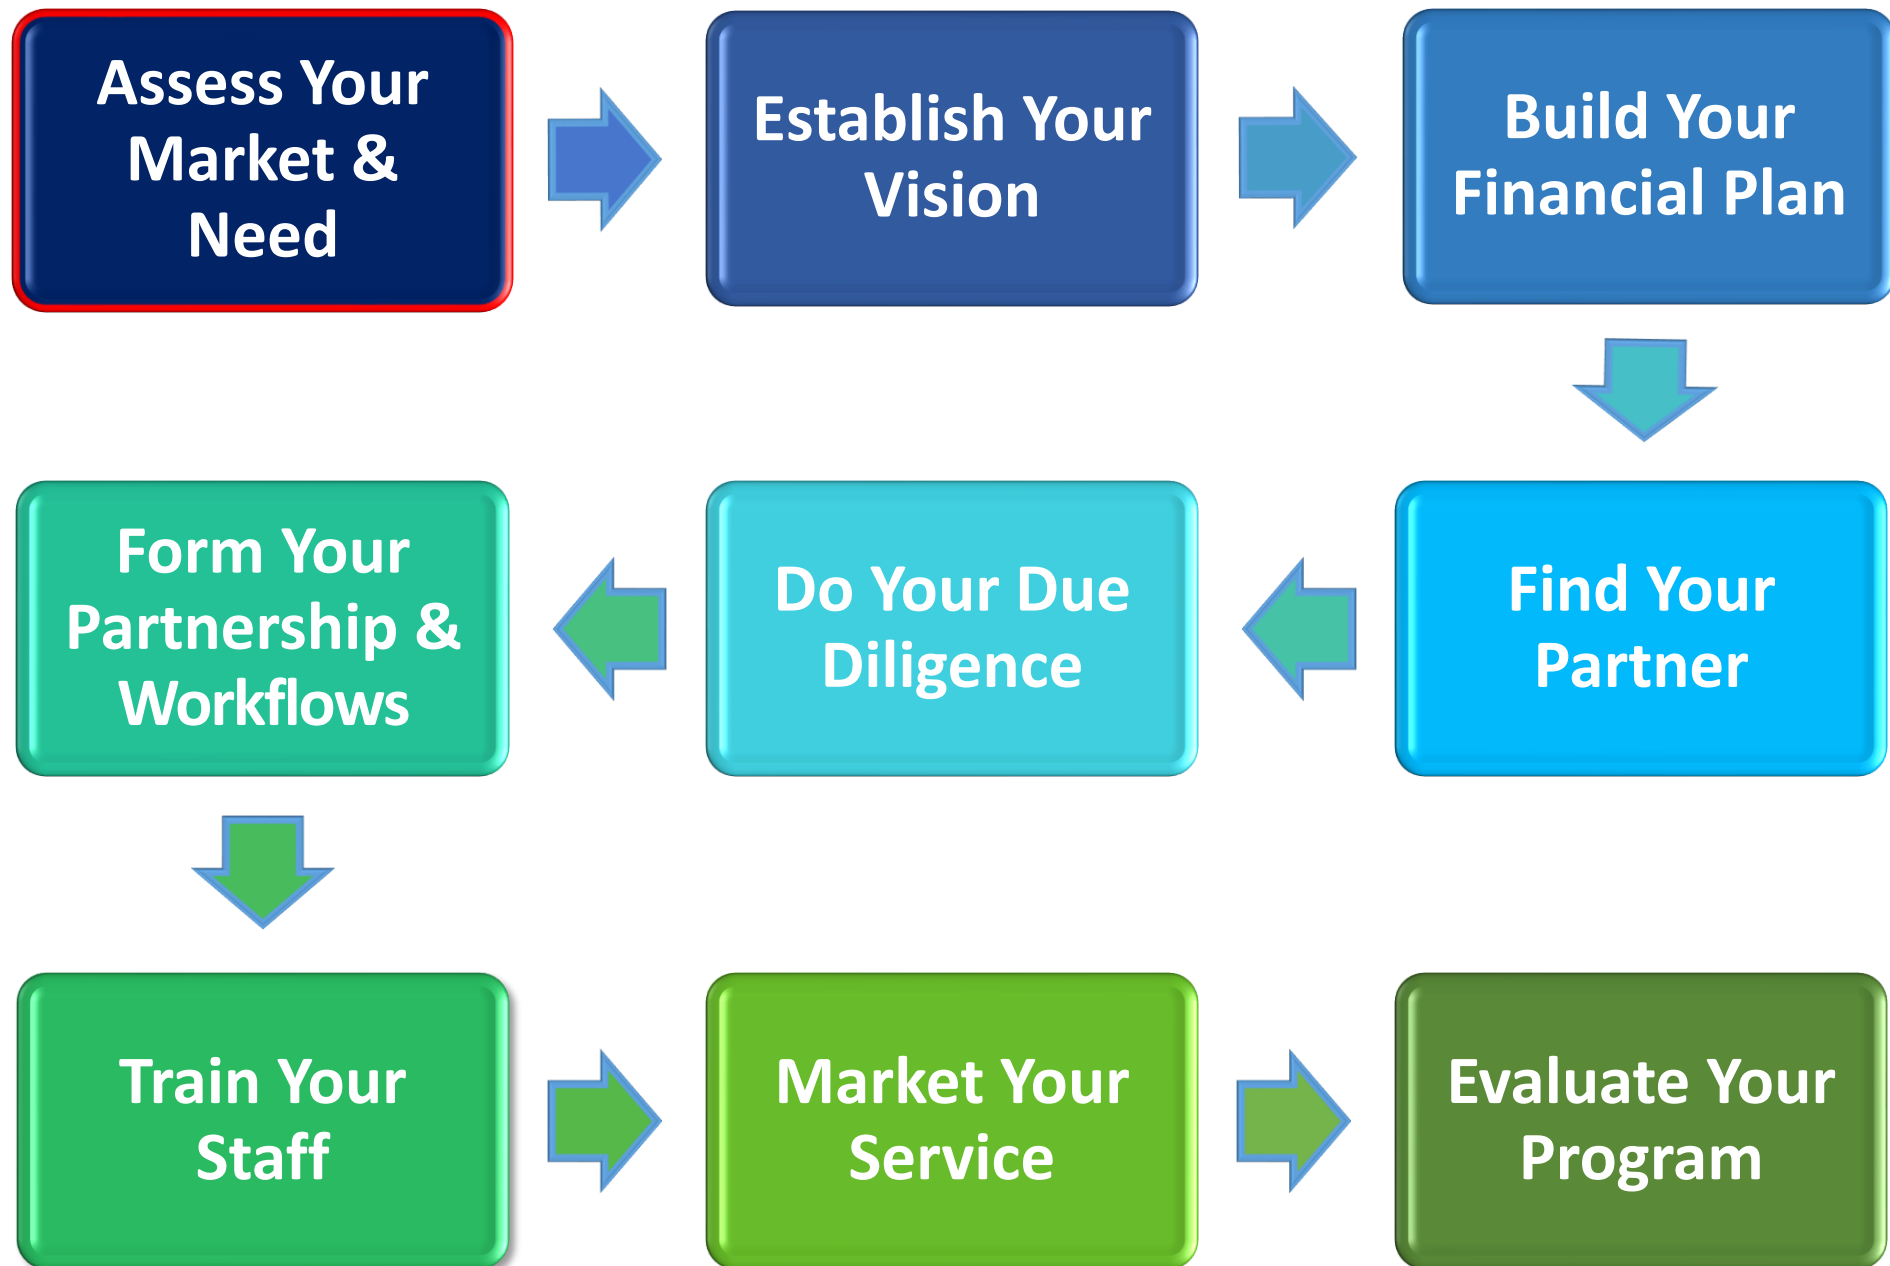 Assess Your
Market &
Need
Establish Your
Vision
Build Your
Financial Plan
Find Your
Partner
Do Your Due
Diligence
Form Your
Partnership &
Workflows
Train Your
Staff
Market Your
Service
Evaluate Your
Program